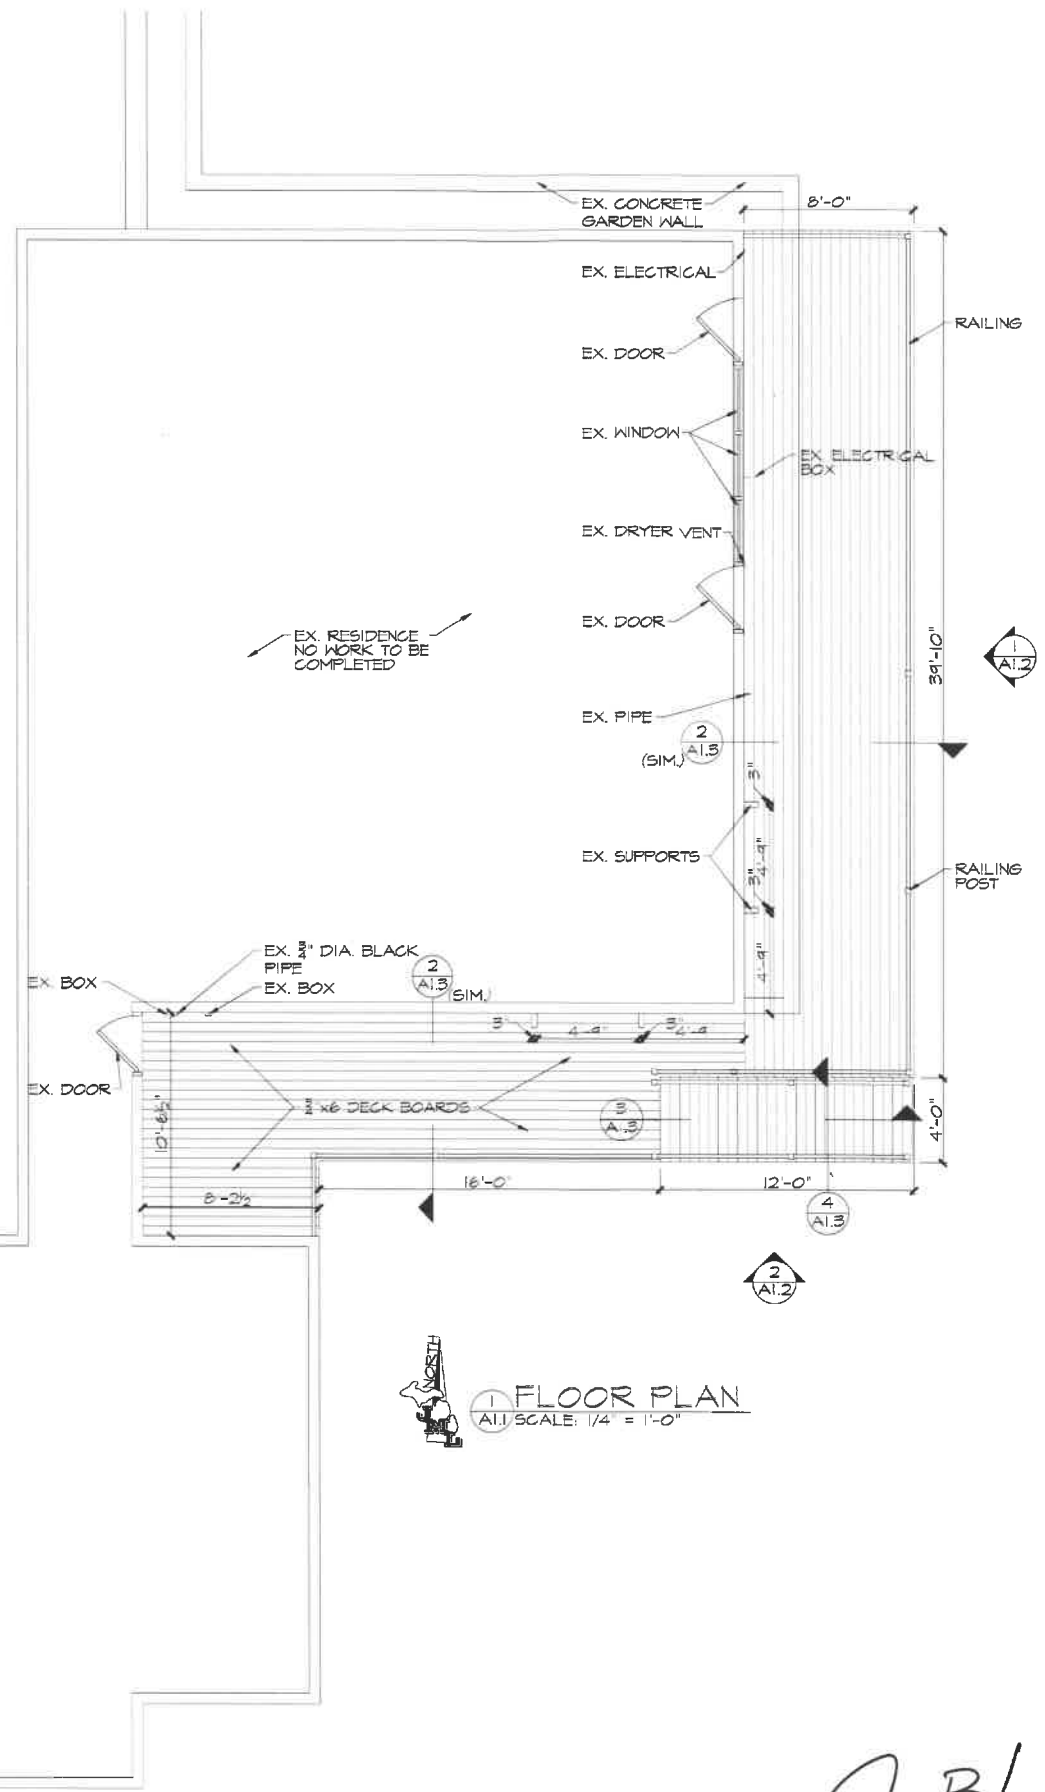 EX. CONCRETE
GARDEN WALL
8'-0"
EX. ELECTRICAL
RAILING
EX. DOOR
EX. WINDOW
EX. ELECTRICAL
BOX
EX. DRYER VENT
EX. DOOR
EX. RESIDENCE
NO WORK TO BE
COMPLETED
39'-10"
1
A1.2
EX. PIPE
2
A1.3
(SIM.)
3"
EX. SUPPORTS
4'-9"
3"
RAILING
POST
4'-9"
EX. ¾" DIA. BLACK
PIPE
EX. BOX
EX. BOX
2
A1.3
(SIM.)
3"
4'-9"
3"
4'-9"
EX. DOOR
10'-6½"
x6 DECK BOARDS
3
A1.3
4'-0"
8'-2½
16'-0"
12'-0"
4
A1.3
2
A1.2
NORTH
1
A1.1
FLOOR PLAN
SCALE: 1/4" = 1'-0"